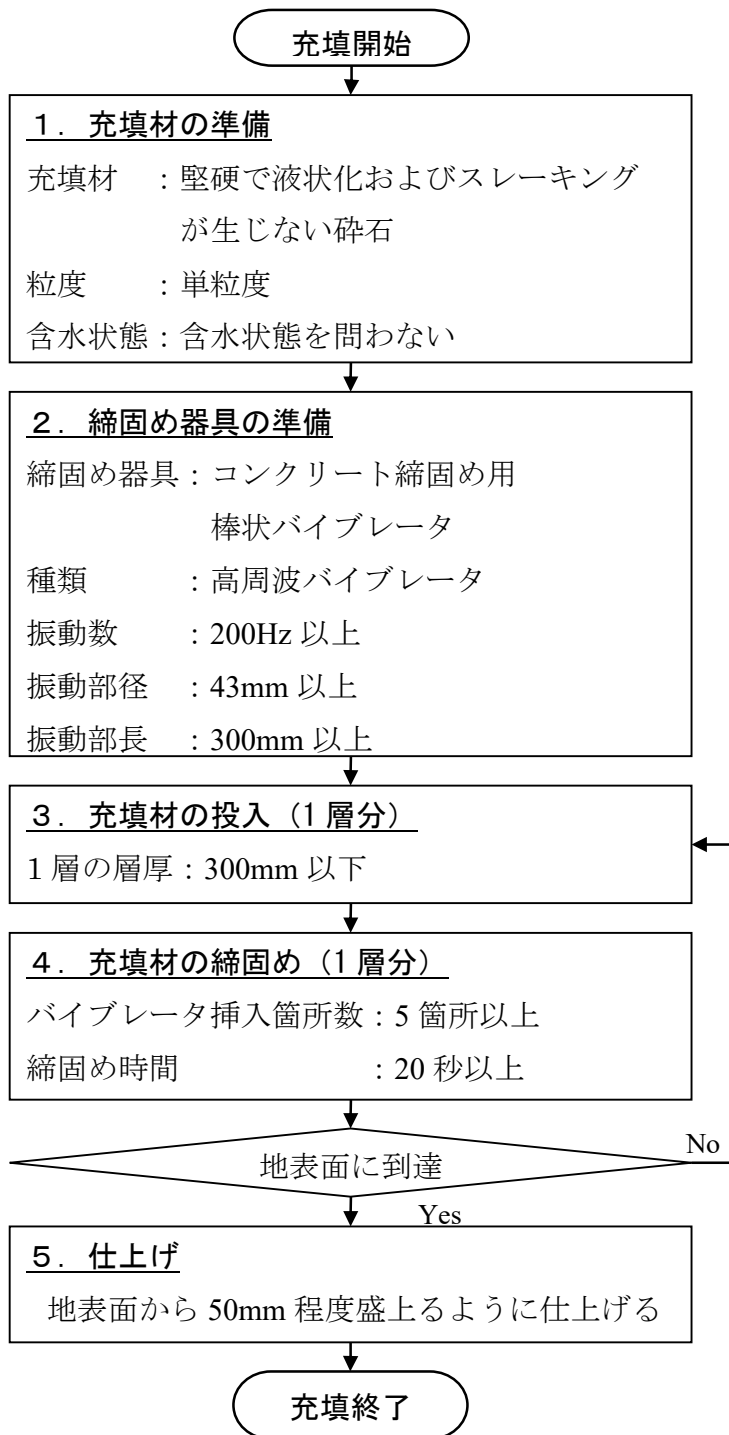 充填開始
１．充填材の準備
充填材　：堅硬で液状化およびスレーキング
が生じない砕石
粒度　　：単粒度
含水状態：含水状態を問わない
２．締固め器具の準備
締固め器具：コンクリート締固め用
棒状バイブレータ
種類　　　：高周波バイブレータ
振動数　　：200Hz 以上
振動部径　：43mm 以上
振動部長　：300mm 以上
３．充填材の投入（1 層分）
1 層の層厚：300mm 以下
４．充填材の締固め（1 層分）
バイブレータ挿入箇所数：5 箇所以上
締固め時間　　　　　　：20 秒以上
地表面に到達
No
Yes
５．仕上げ
地表面から 50mm 程度盛上るように仕上げる
充填終了